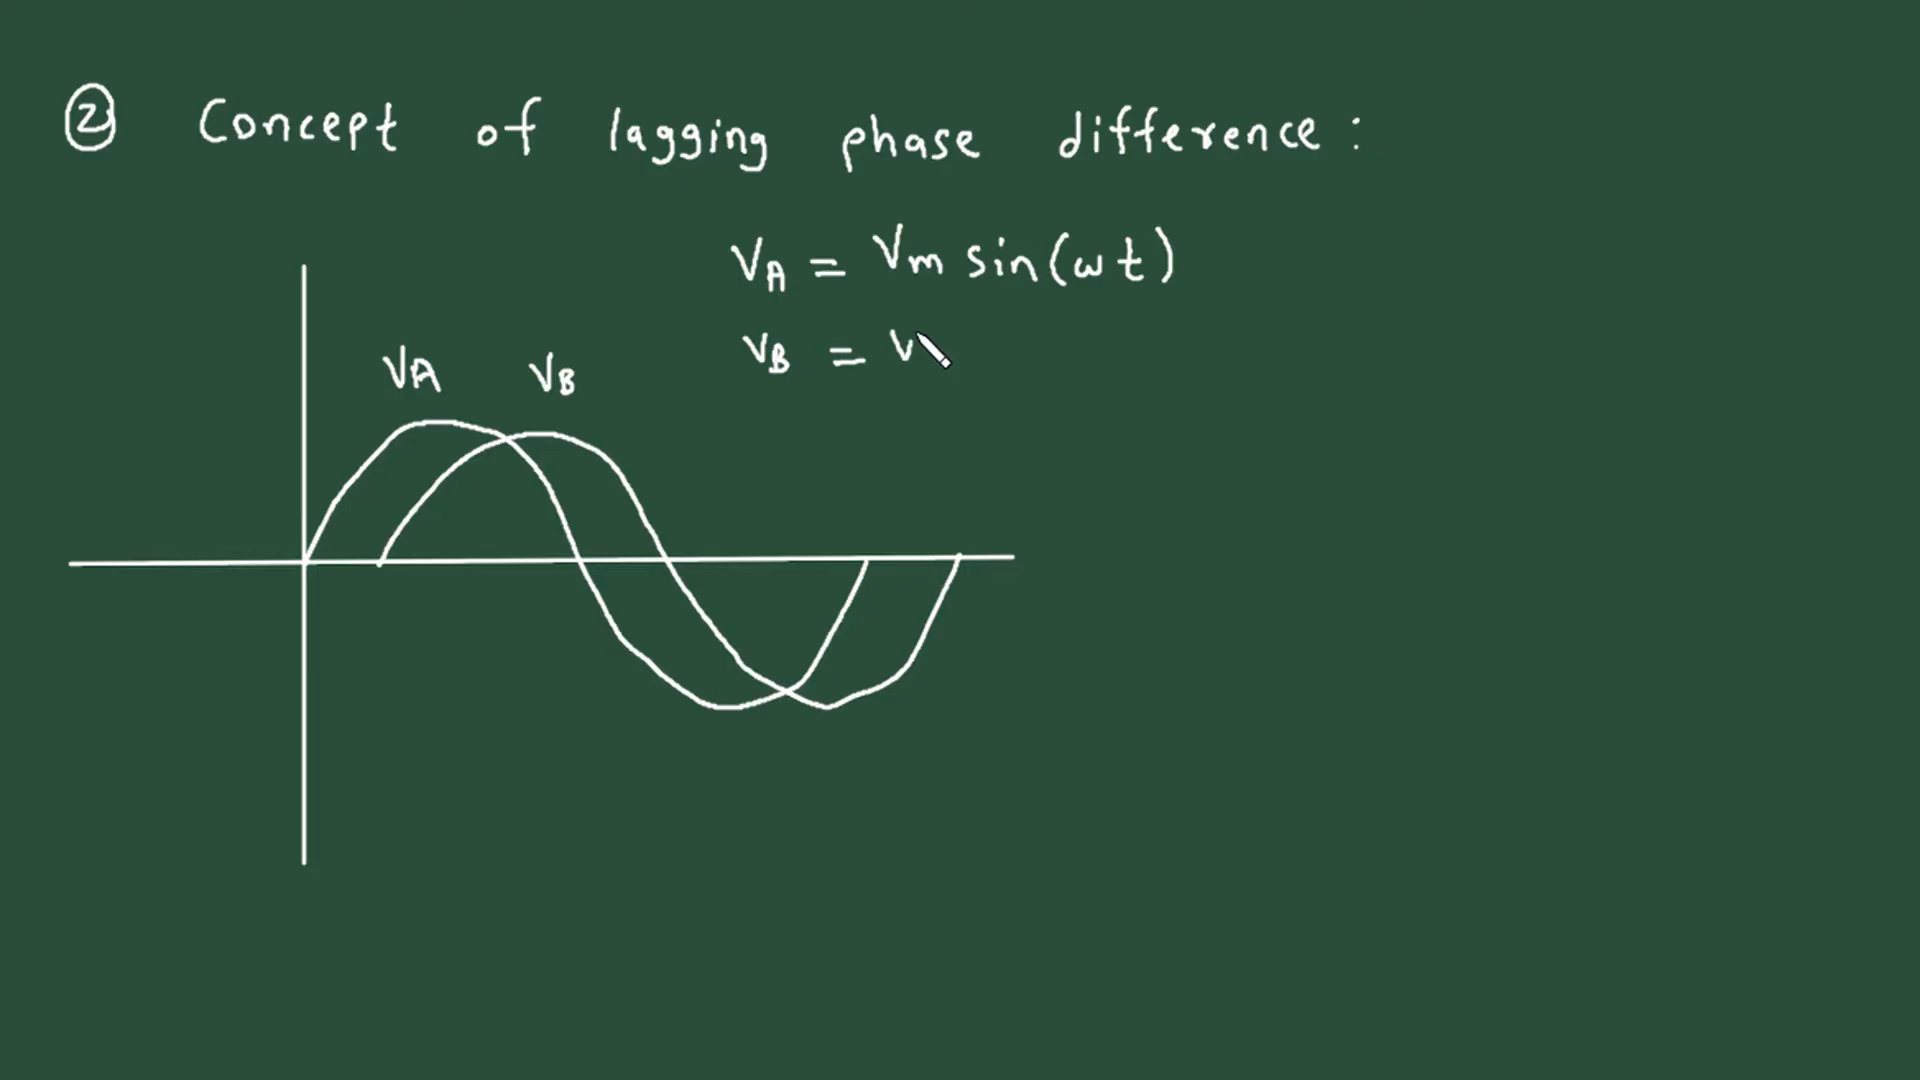 ② Concept of lagging phase difference:
VA = Vm sin(ωt)
VB = V
VA VB